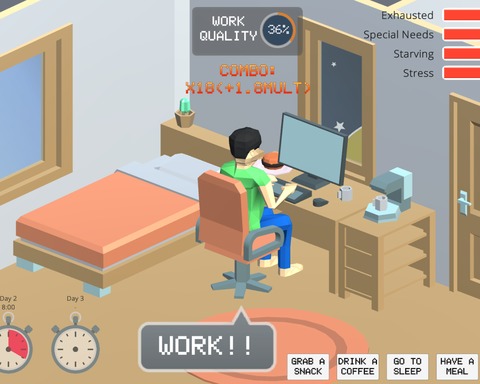 WORK
QUALITY
36%
COMBO:
X18(+1.8MULT)
Exhausted
Special Needs
Starving
Stress
Day 2
8:00
Day 3
WORK!!
GRAB A
SNACK
DRINK A
COFFEE
GO TO
SLEEP
HAVE A
MEAL